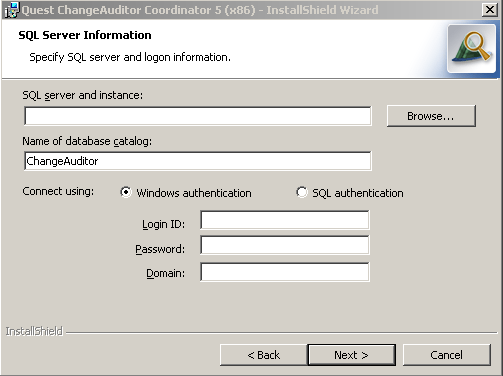 Quest ChangeAuditor Coordinator 5 (x86) - InstallShield Wizard
SQL Server Information
Specify SQL server and logon information.
SQL server and instance:
Browse...
Name of database catalog:
ChangeAuditor
Connect using: Windows authentication SQL authentication
Login ID:
Password:
Domain:
InstallShield
< Back Next > Cancel